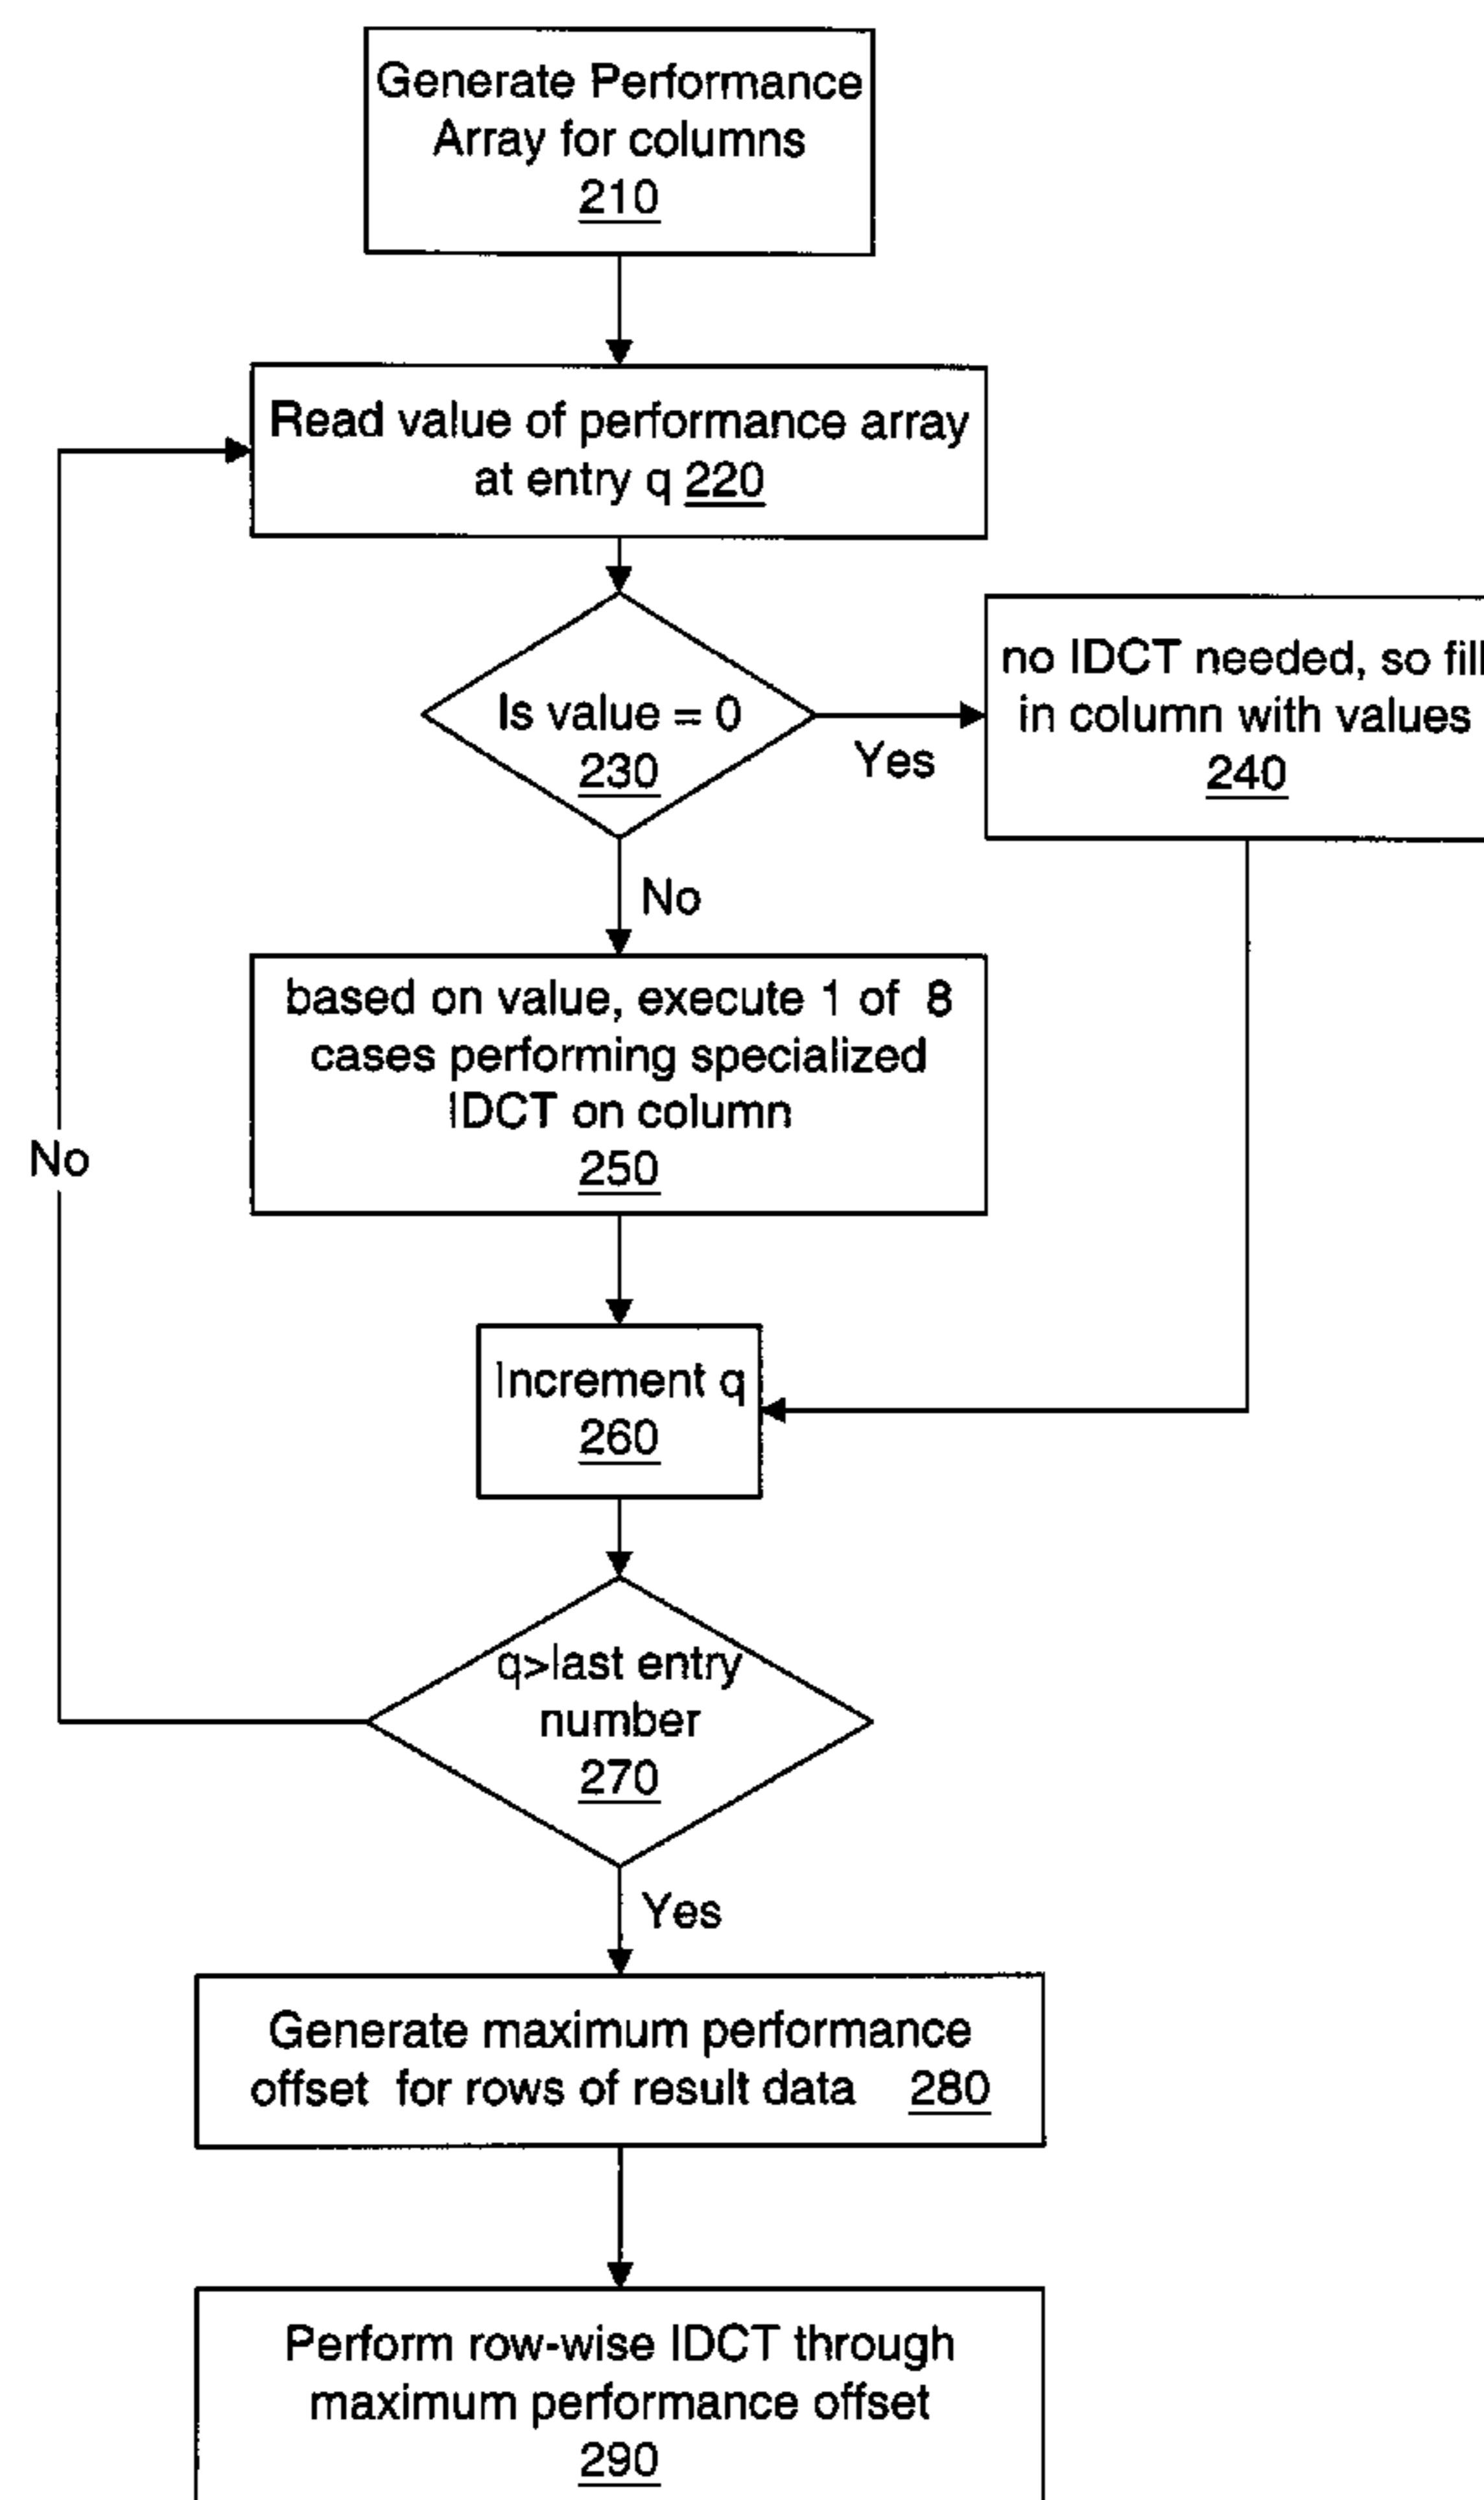 Generate Performance
Array for columns
210
Read value of performance array
at entry q 220
Is value = 0
230
Yes
no IDCT needed, so fill
in column with values
240
No
based on value, execute 1 of 8
cases performing specialized
IDCT on column
250
No
Increment q
260
q>last entry
number
270
Yes
Generate maximum performance
offset for rows of result data 280
Perform row-wise IDCT through
maximum performance offset
290